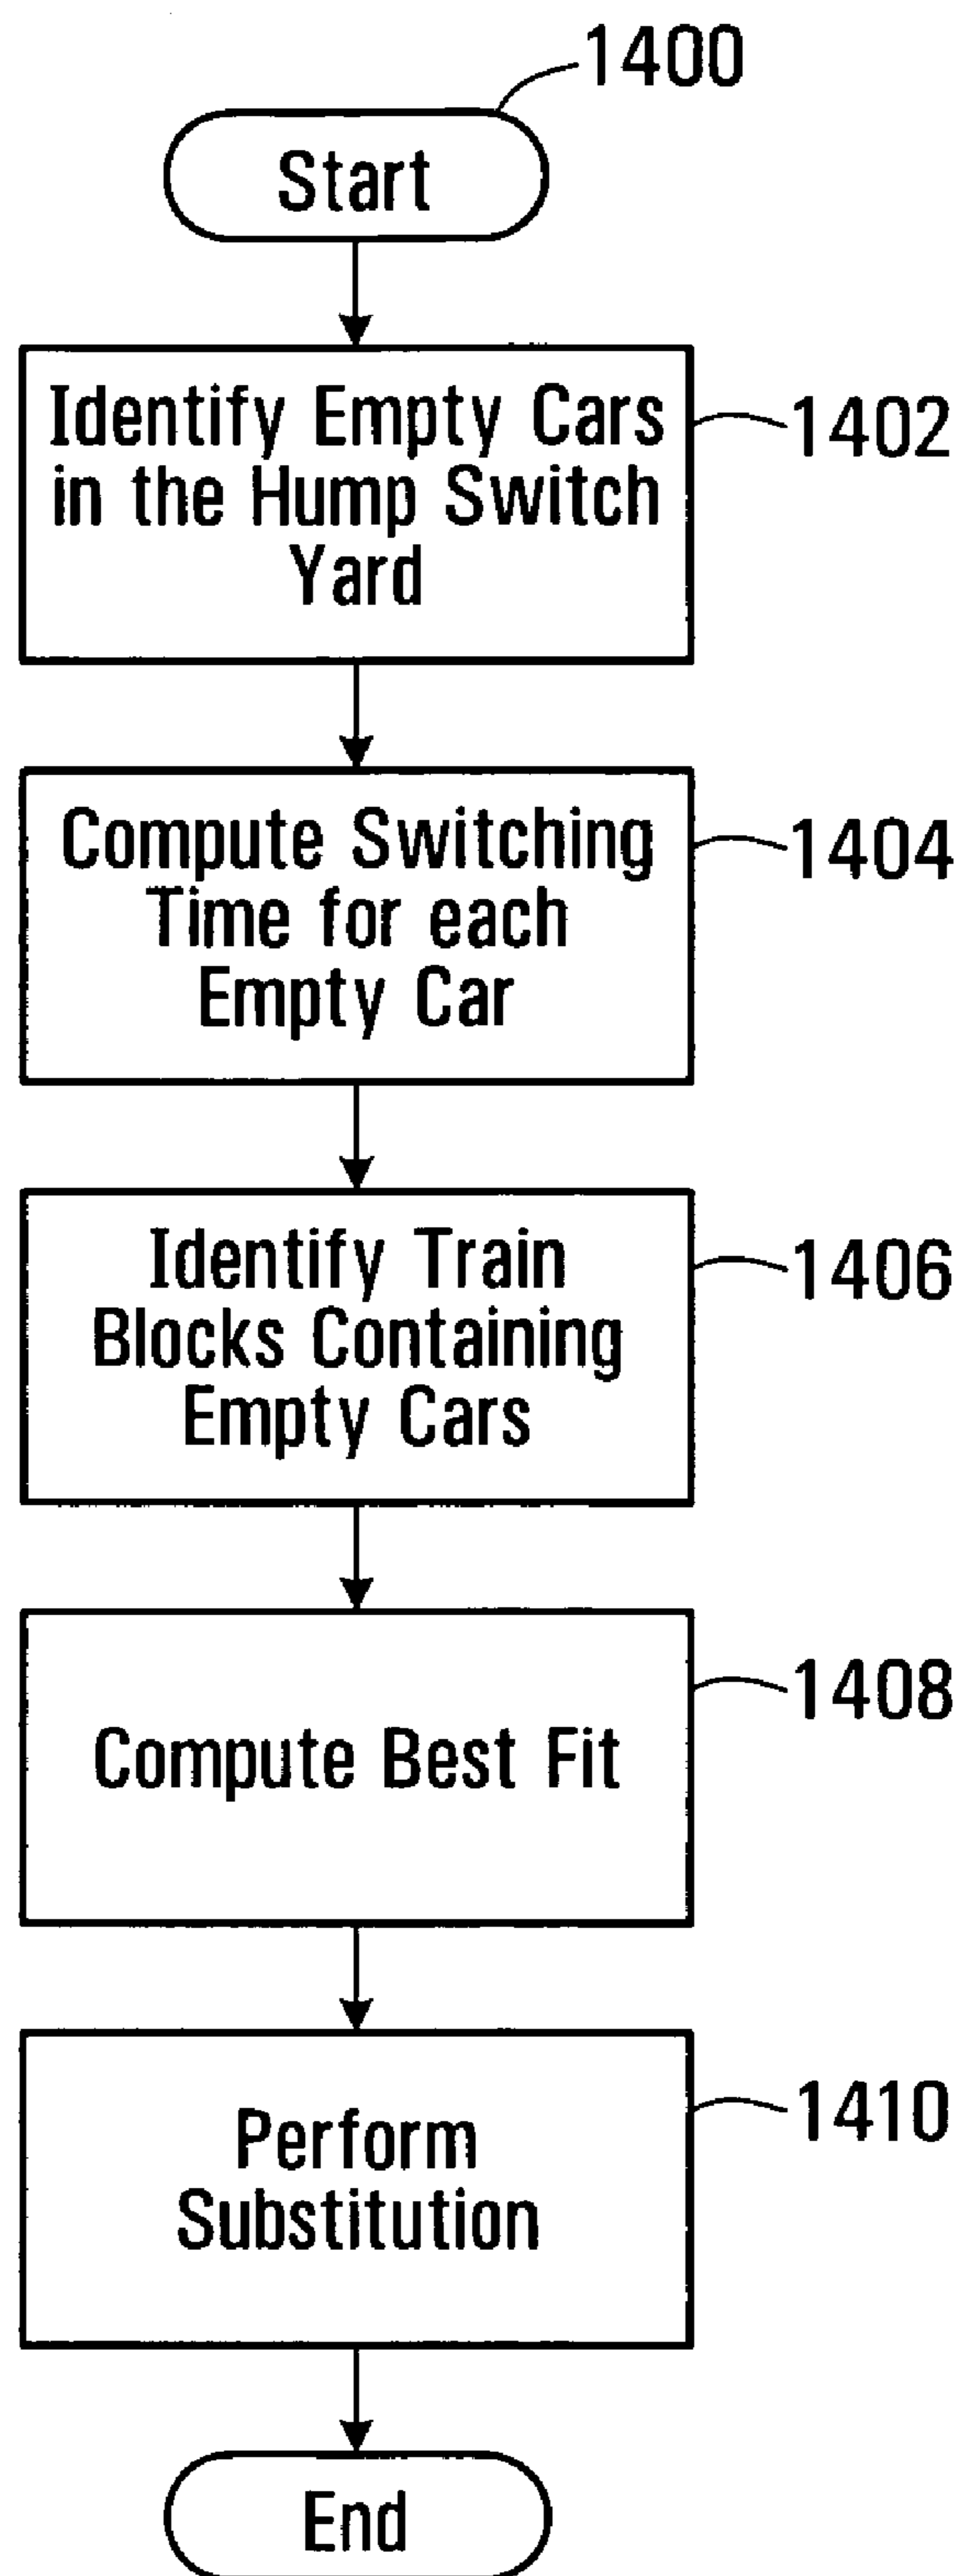 1400
Start
Identify Empty Cars
in the Hump Switch
Yard
1402
Compute Switching
Time for each
Empty Car
1404
Identify Train
Blocks Containing
Empty Cars
1406
Compute Best Fit
1408
Perform
Substitution
1410
End